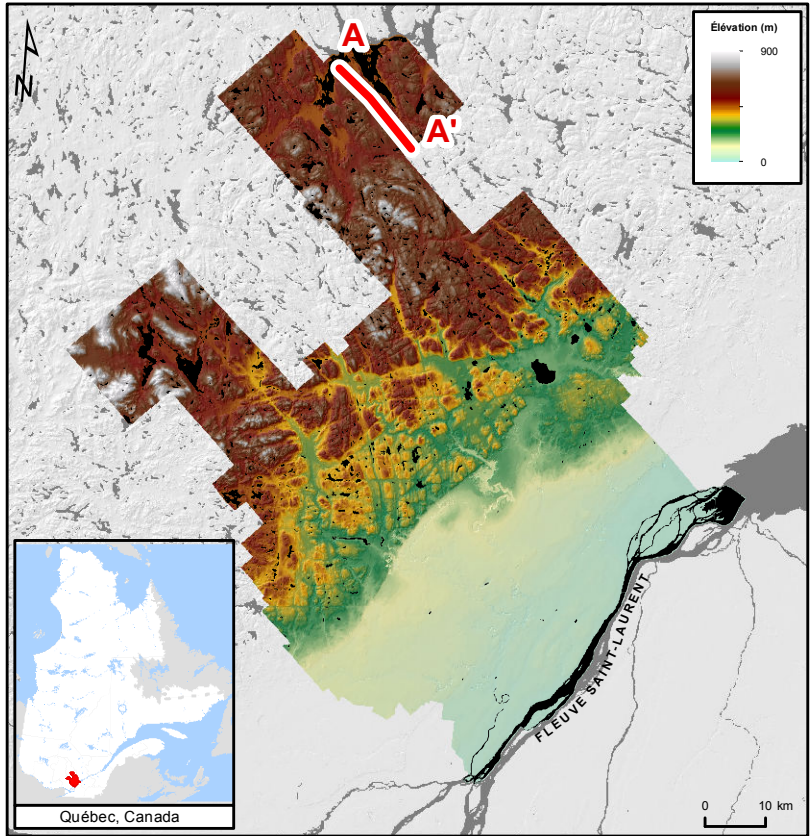 A
A'
N
Élévation (m)
900
0
FLEUVE SAINT-LAURENT
Québec, Canada
0 10 km